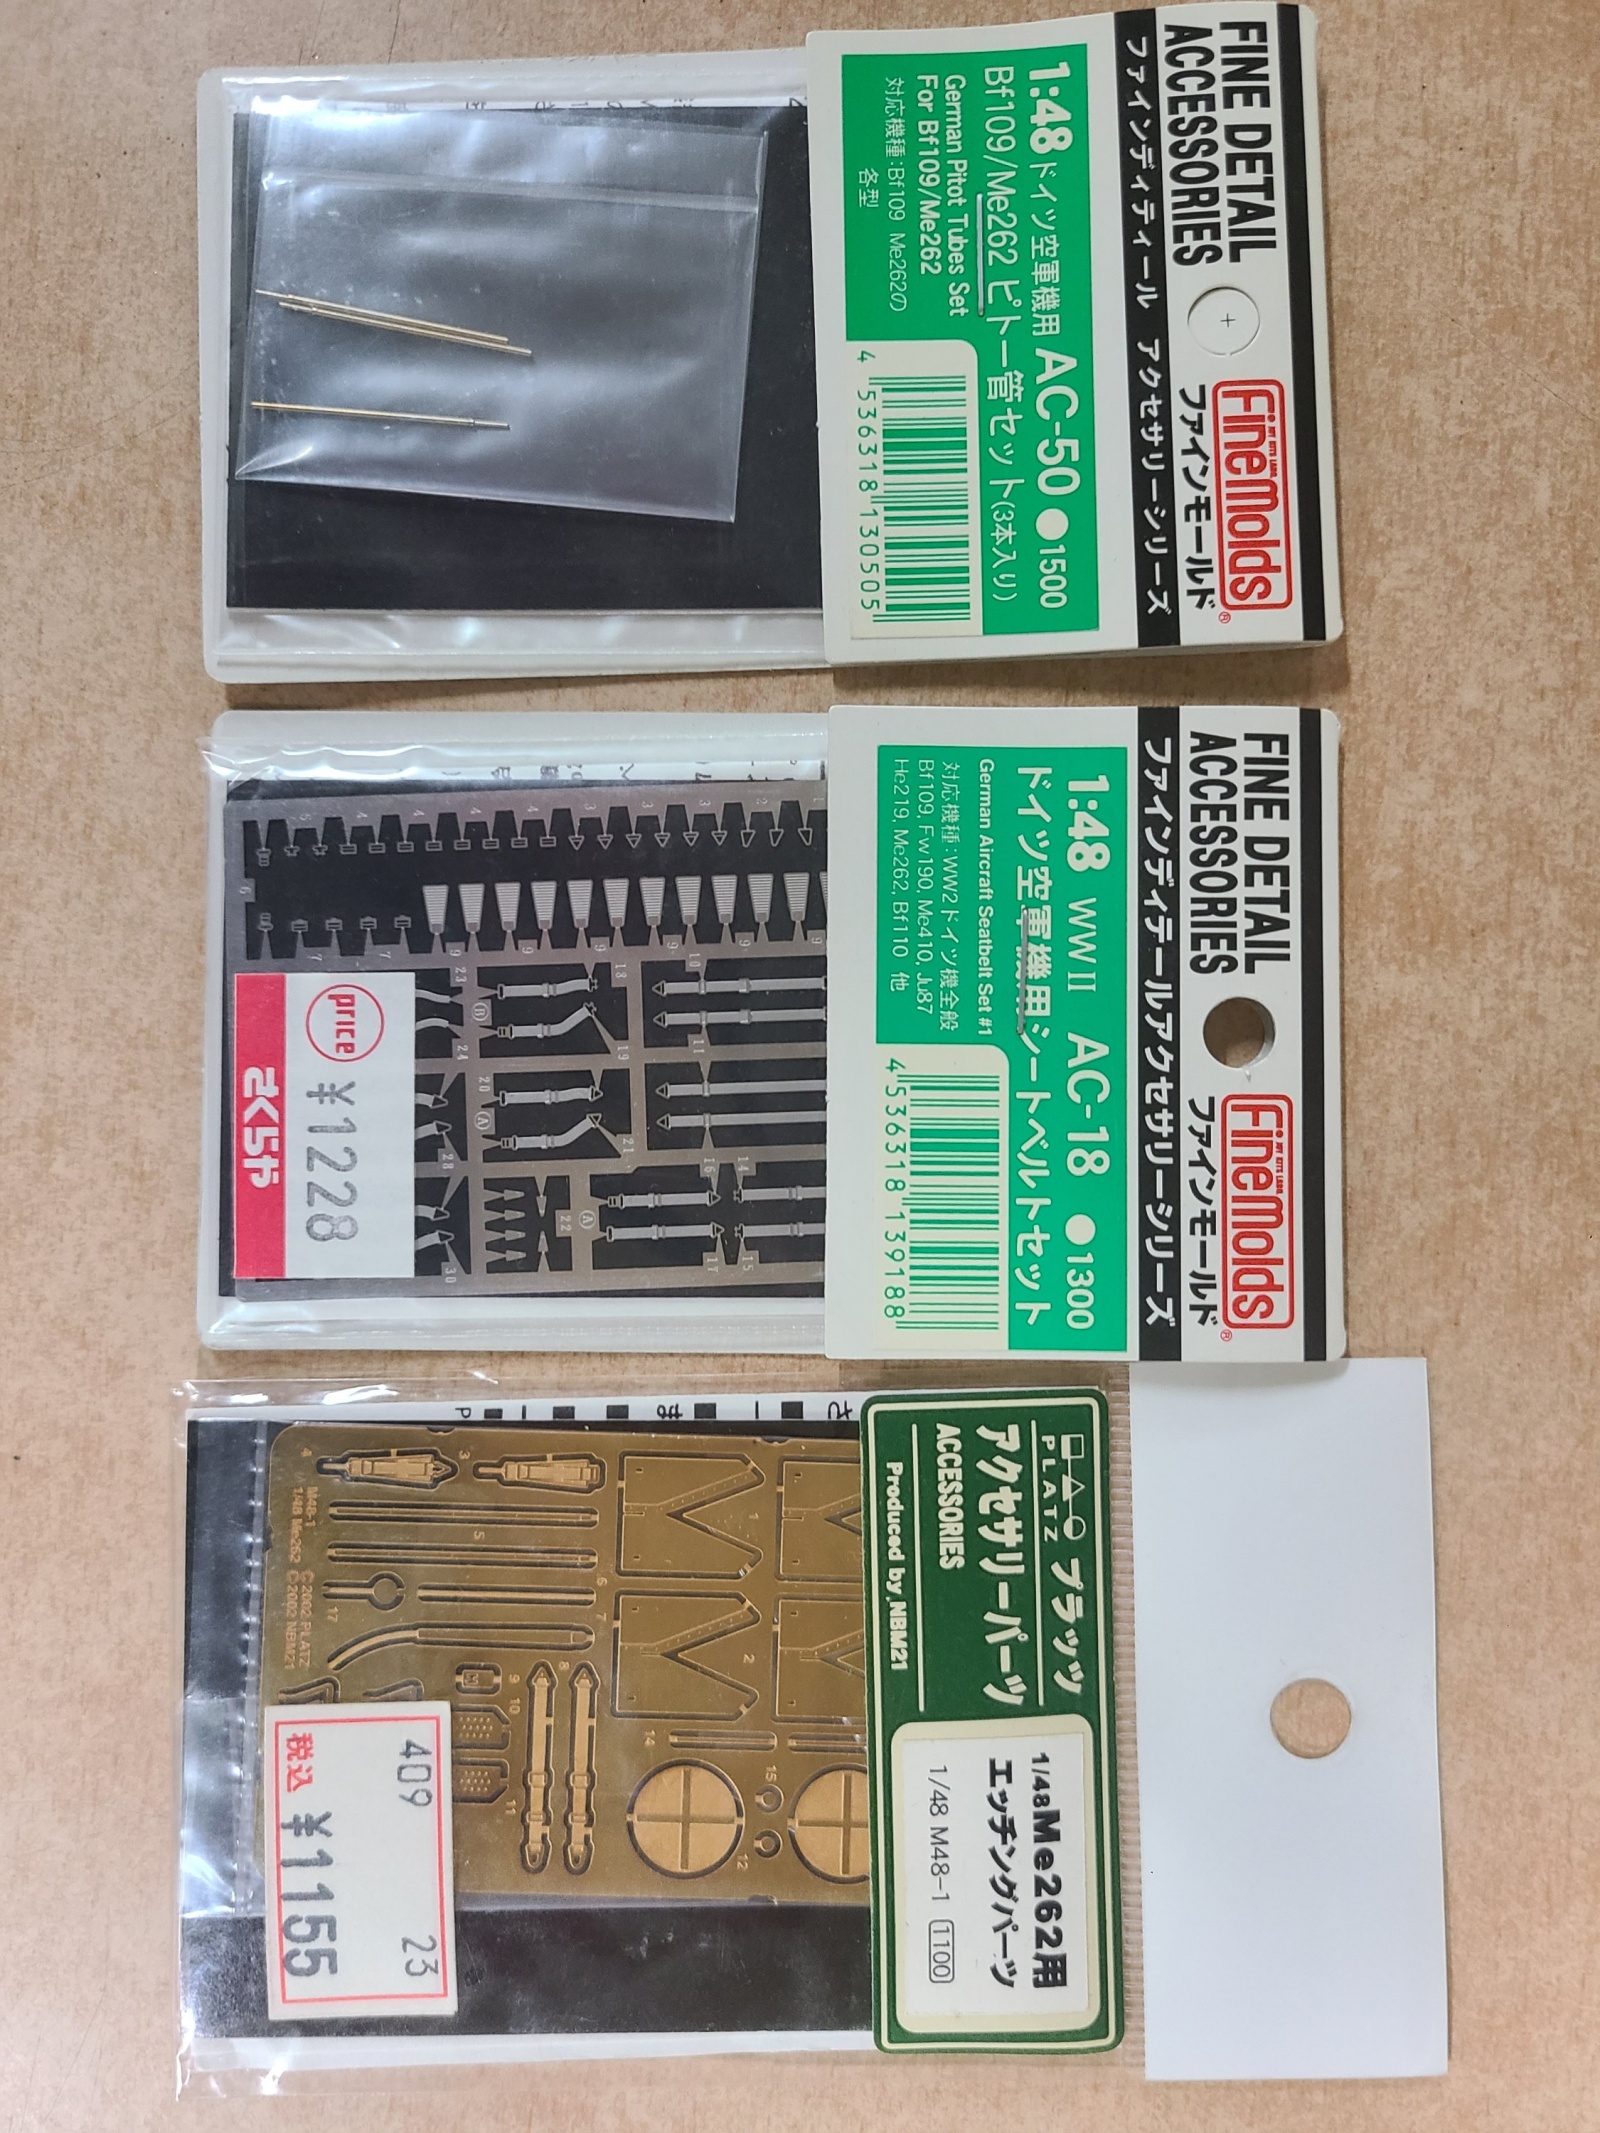 FINE DETAIL
ACCESSORIES
Finemolds
ファインモールド®
ファインディティール アクセサリーシリーズ
1:48 ドイツ空軍機用 AC-50 ●1500
Bf109/Me262 ピトー管セット(3本入り)
German Pitot Tubes Set
For Bf109/Me262
対応機種:Bf109 Me262の
各型
4 536318 130505
FINE DETAIL
ACCESSORIES
Finemolds
ファインモールド®
ファインディテールアクセサリーシリーズ
1:48 WWII AC-18 ●1300
ドイツ空軍機用シートベルトセット
German Aircraft Seatbelt Set #1
対応機種:WW2ドイツ機全般
Bf109, Fw190, Me410, Ju87
He219, Me262, Bf110 他
4 536318 139188
price
¥1228
さくらや
PLATZ プラッツ
アクセサリーパーツ
ACCESSORIES
Produced by NBM21
1/48Me262用
エッチングパーツ
1/48 M48-1 1100
M48-1 ©2002 PLATZ
1/48 Me262 ©2002 NBM21
409 23
税込 ¥1155